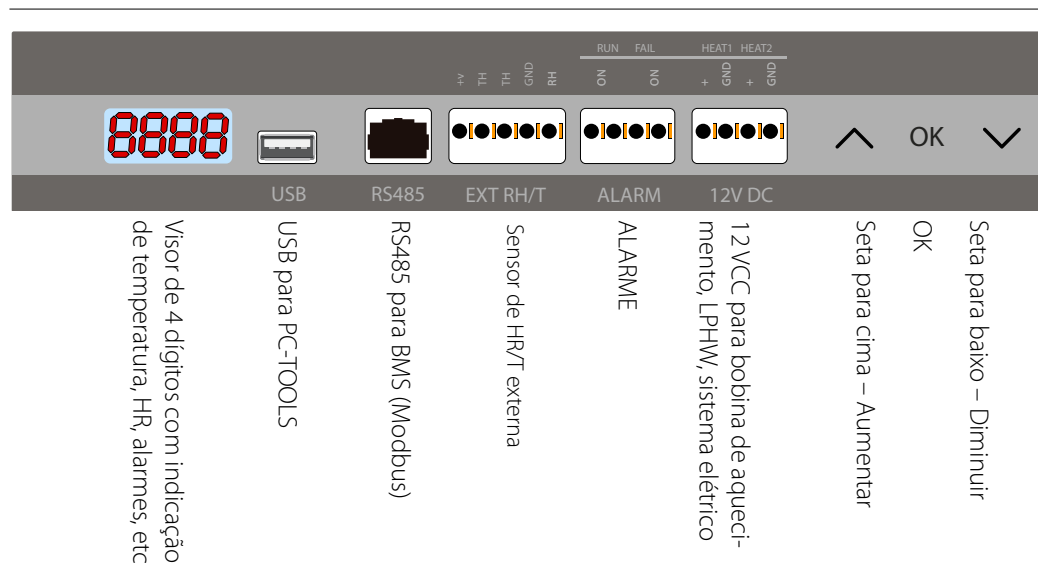 RUN FAIL
HEAT1 HEAT2
+V TH TH GND RH
NO NO
+ GND + GND
8888
OK
USB
RS485
EXT RH/T
ALARM
12V DC
Visor de 4 dígitos com indicação
de temperatura, HR, alarmes, etc
USB para PC-TOOLS
RS485 para BMS (Modbus)
Sensor de HR/T externa
ALARME
12 VCC para bobina de aqueci-
mento, LPHW, sistema elétrico
Seta para cima – Aumentar
OK
Seta para baixo – Diminuir